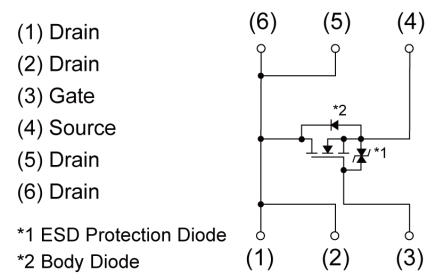 (1) Drain
(2) Drain
(3) Gate
(4) Source
(5) Drain
(6) Drain
*1 ESD Protection Diode
*2 Body Diode
(6) (5) (4)
*2
*1
(1) (2) (3)